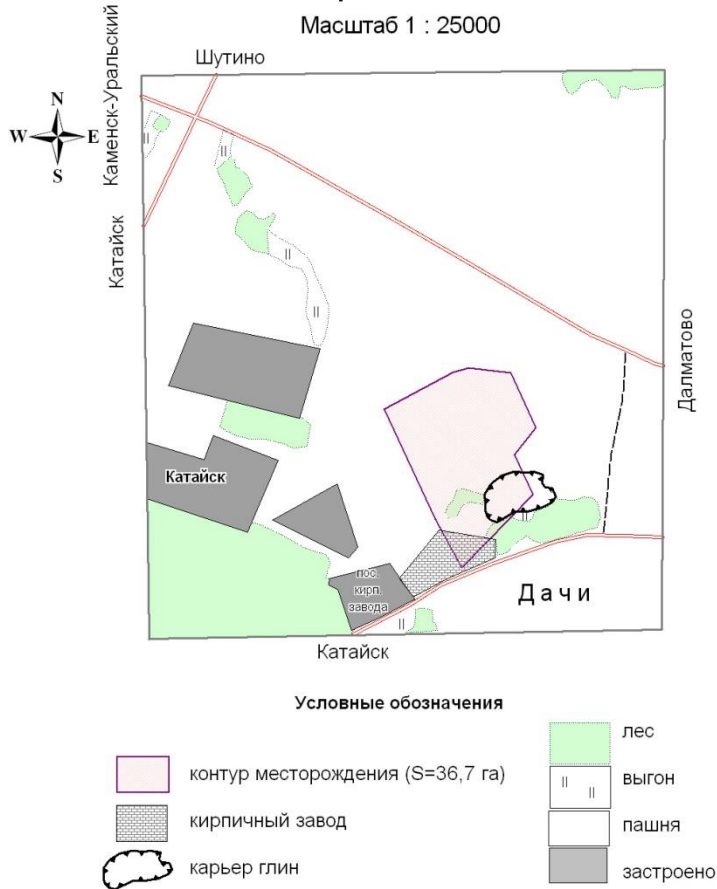 Масштаб 1 : 25000
Шутино
Каменск-Уральский
N
W E
S
Катайск
Далматово
Катайск
пос.
кирп.
завода
Дачи
Катайск
Условные обозначения
контур месторождения (S=36,7 га)
кирпичный завод
карьер глин
лес
выгон
пашня
застроено